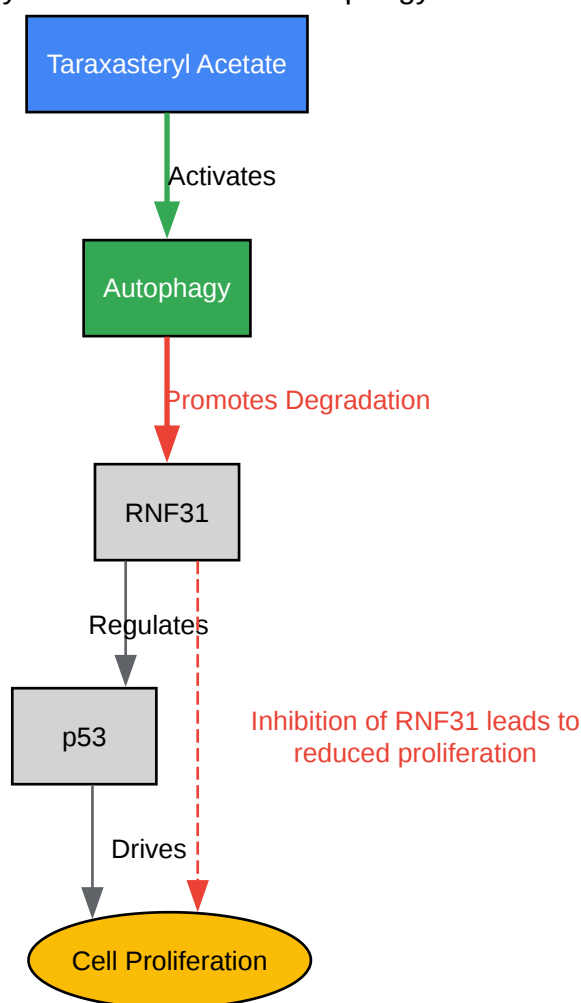 Taraxasteryl Acetate
Activates
Autophagy
Promotes Degradation
RNF31
Regulates
p53
Inhibition of RNF31 leads to
reduced proliferation
Drives
Cell Proliferation